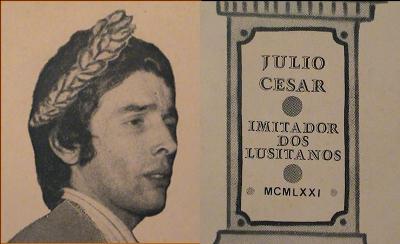 JULIO
CESAR
IMITADOR
DOS
LUSITANOS
MCMLXXI